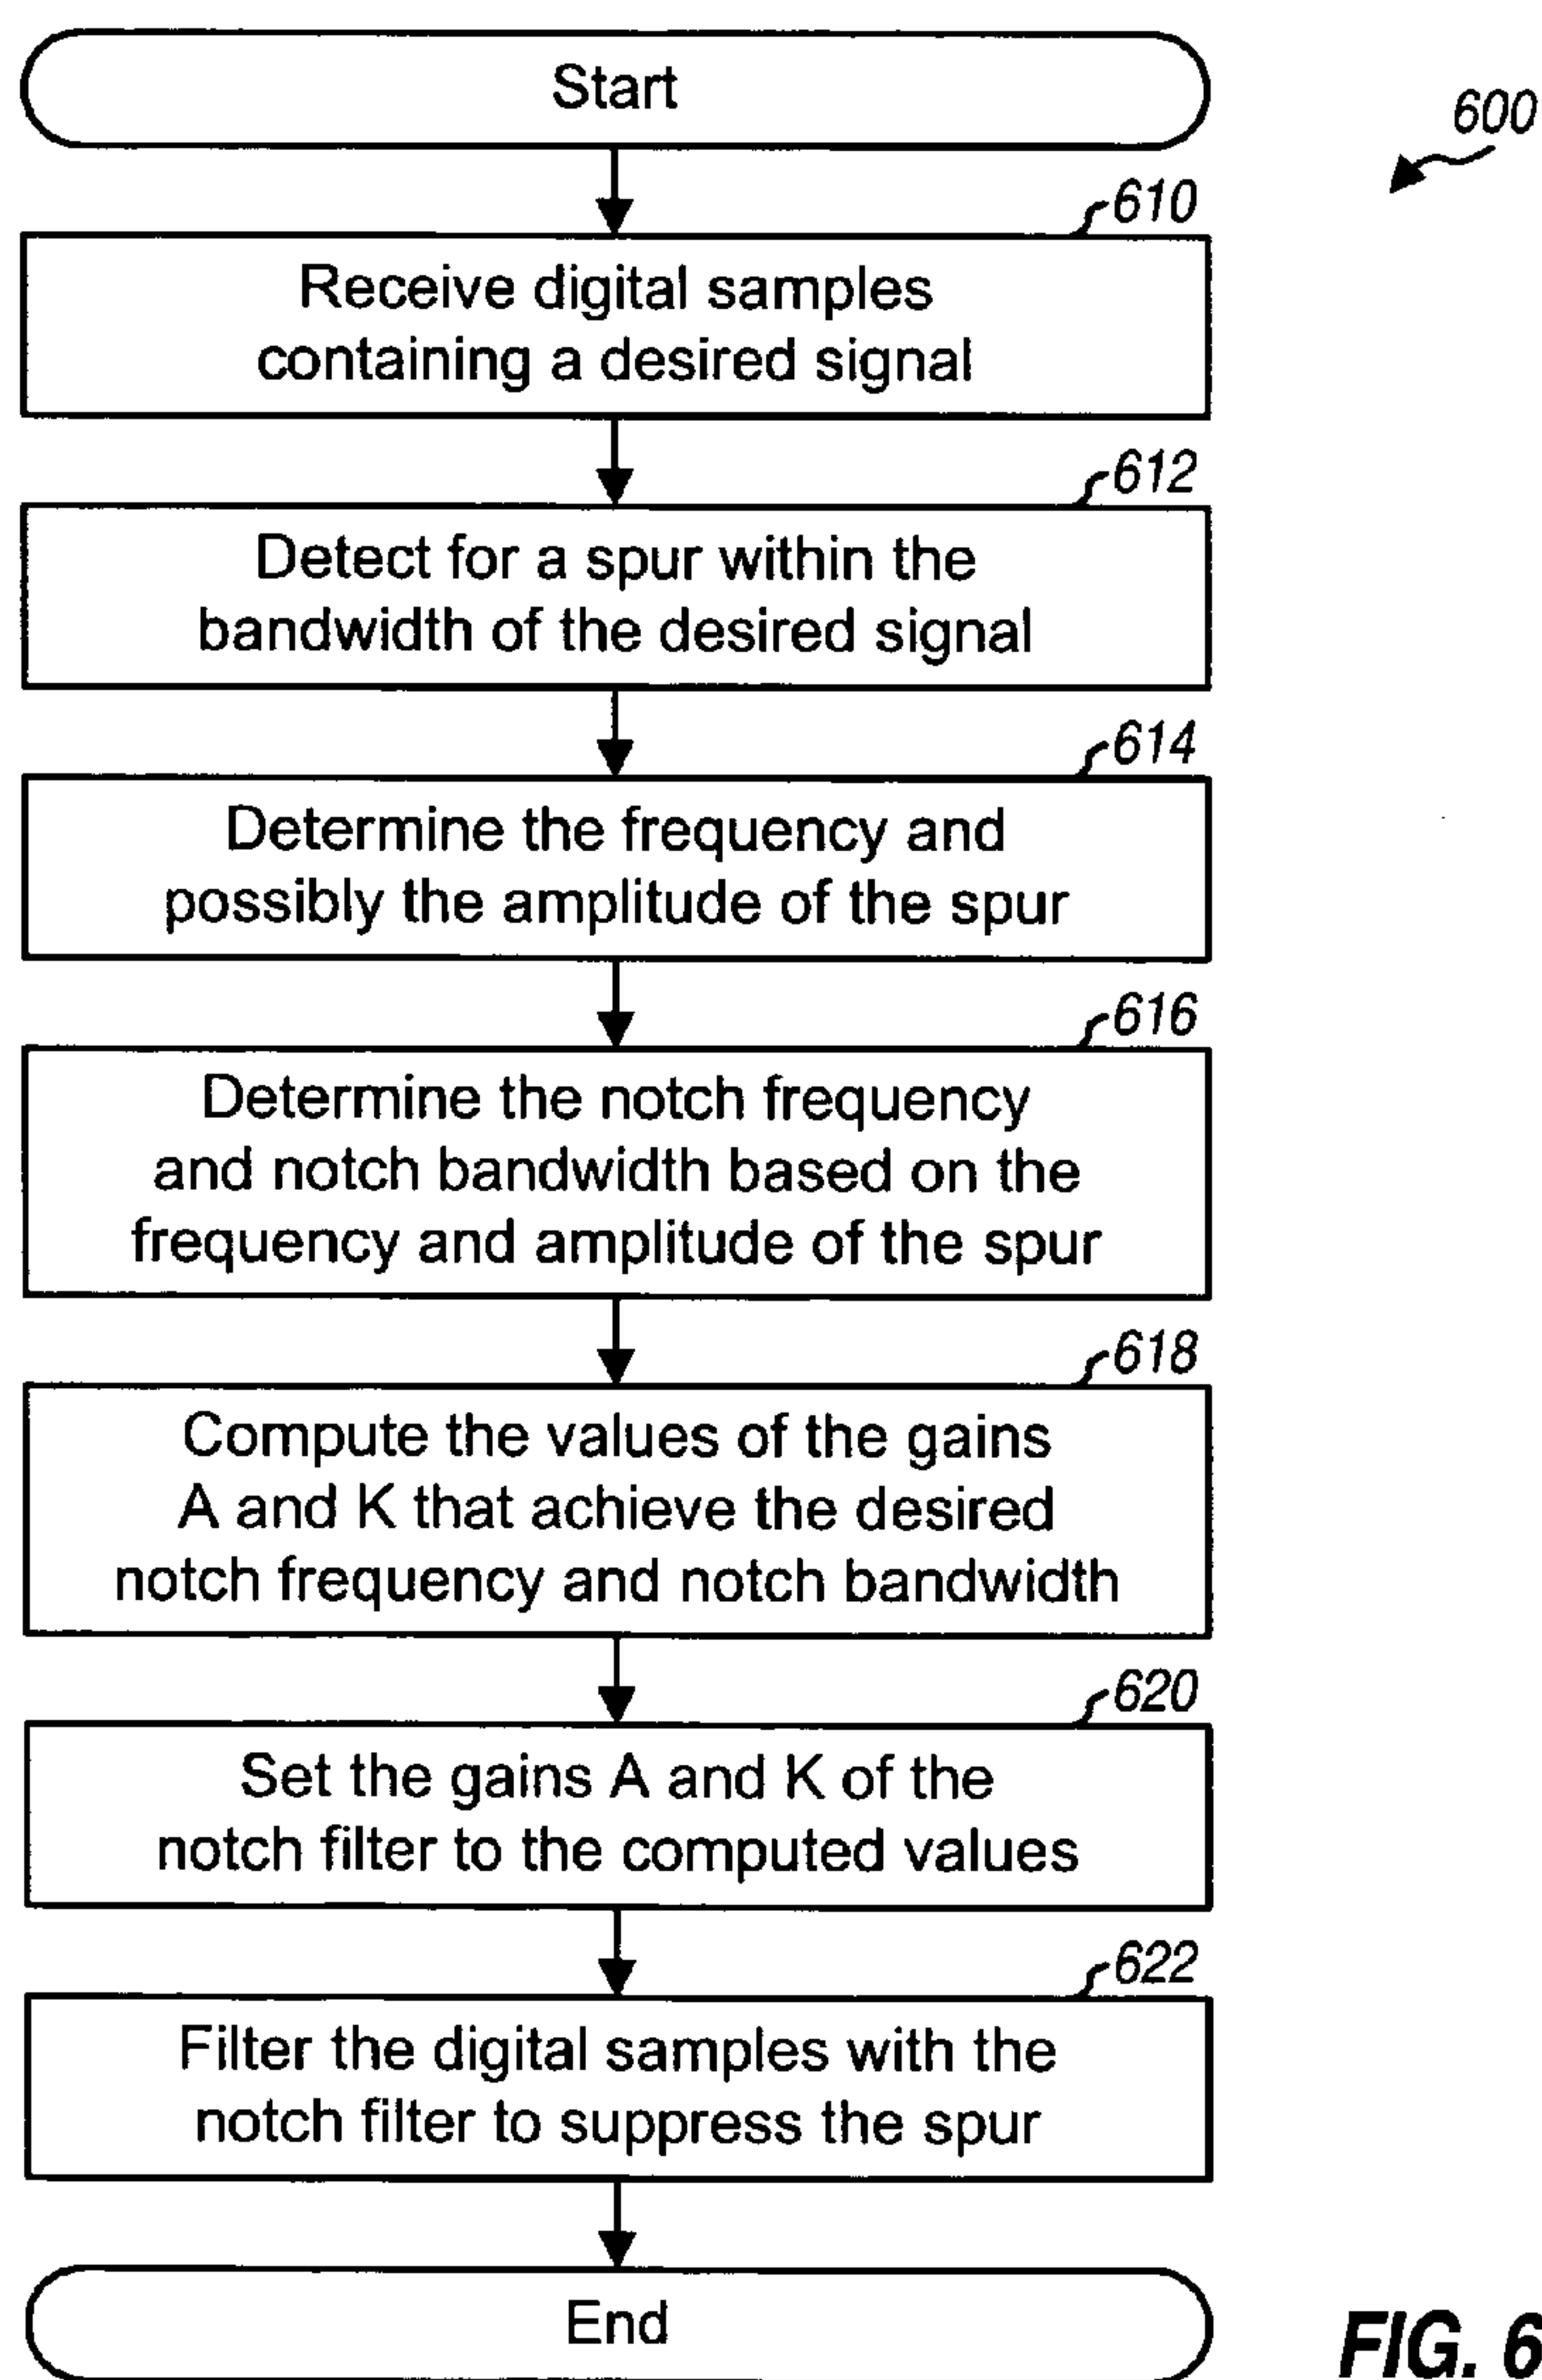 Start
600
610
Receive digital samples
containing a desired signal
612
Detect for a spur within the
bandwidth of the desired signal
614
Determine the frequency and
possibly the amplitude of the spur
616
Determine the notch frequency
and notch bandwidth based on the
frequency and amplitude of the spur
618
Compute the values of the gains
A and K that achieve the desired
notch frequency and notch bandwidth
620
Set the gains A and K of the
notch filter to the computed values
622
Filter the digital samples with the
notch filter to suppress the spur
End
FIG. 6